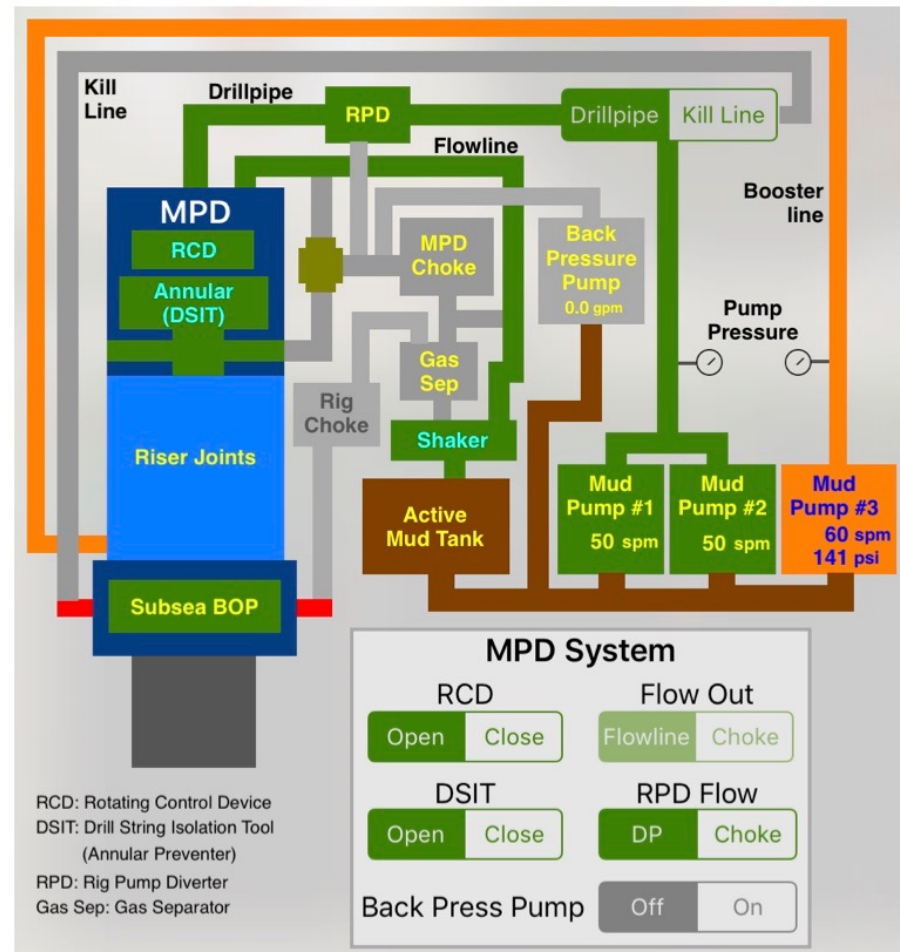 Kill
Line
Drillpipe
RPD
Drillpipe
Kill Line
Flowline
MPD
RCD
Annular
(DSIT)
MPD
Choke
Back
Pressure
Pump
0.0 gpm
Booster
line
Pump
Pressure
Gas
Sep
Rig
Choke
Shaker
Riser Joints
Active
Mud Tank
Mud
Pump #1
50 spm
Mud
Pump #2
50 spm
Mud
Pump #3
60 spm
141 psi
Subsea BOP
MPD System
RCD
Open
Close
Flow Out
Flowline
Choke
DSIT
Open
Close
RPD Flow
DP
Choke
Back Press Pump
Off
On
RCD: Rotating Control Device
DSIT: Drill String Isolation Tool
(Annular Preventer)
RPD: Rig Pump Diverter
Gas Sep: Gas Separator